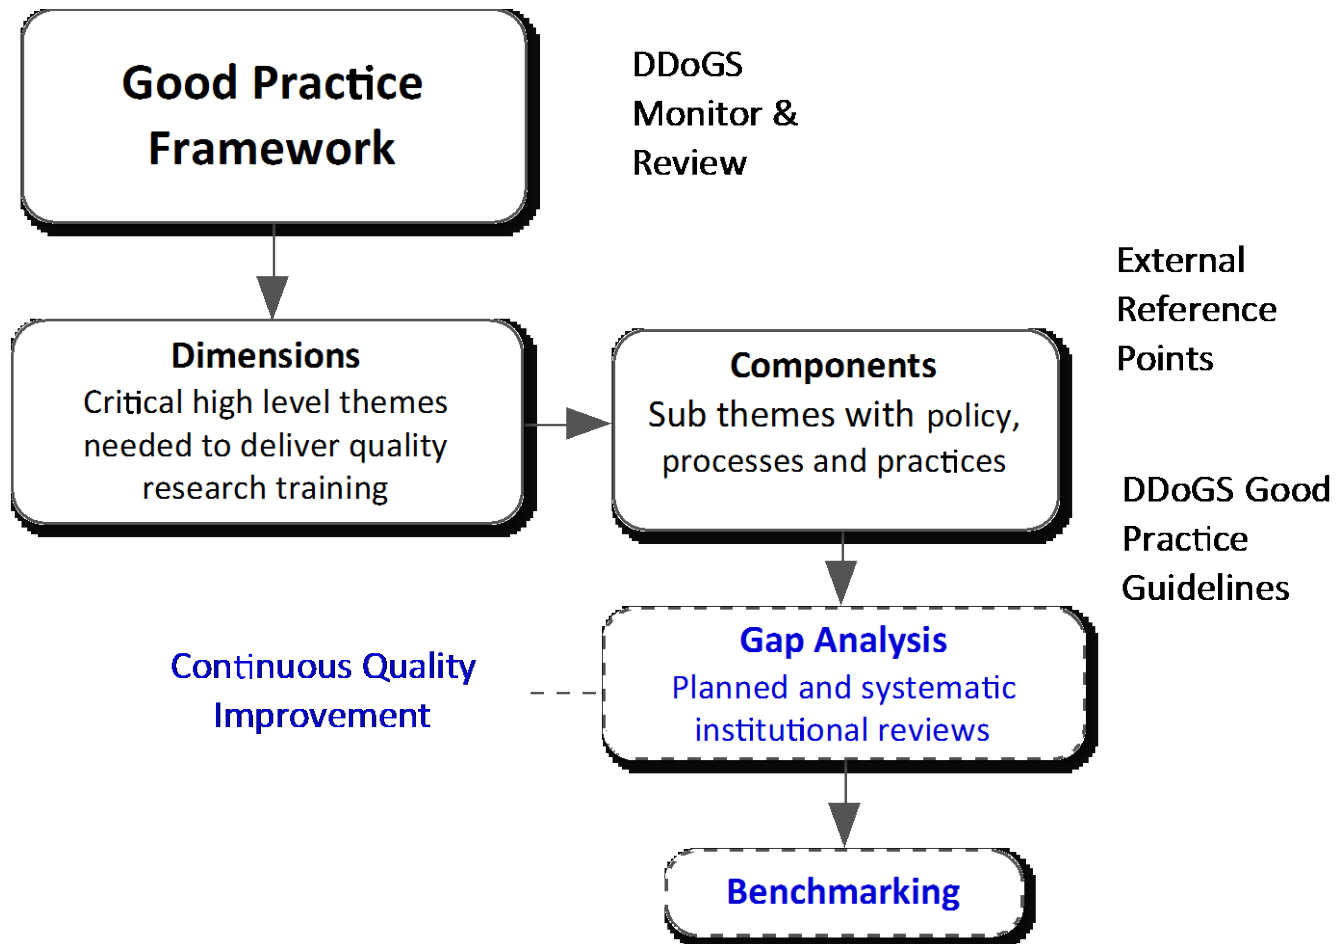 Good Practice
Framework
DDoGS
Monitor &
Review
External
Reference
Points
Dimensions
Critical high level themes
needed to deliver quality
research training
Components
Sub themes with policy,
processes and practices
DDoGS Good
Practice
Guidelines
Gap Analysis
Planned and systematic
institutional reviews
Continuous Quality
Improvement
Benchmarking